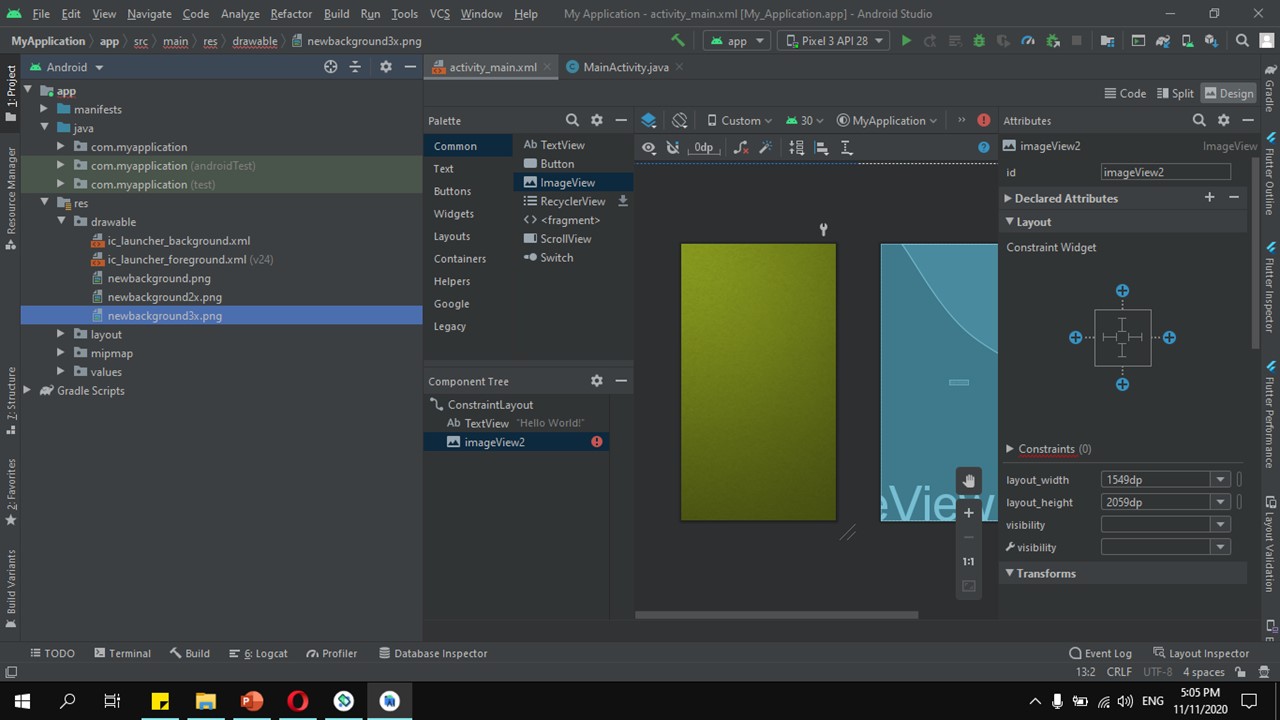 File Edit View Navigate Code Analyze Refactor Build Run Tools VCS Window Help My Application - activity_main.xml [My_Application.app] - Android Studio
MyApplication app src main res drawable newbackground3x.png app Pixel 3 API 28
Android
activity_main.xml MainActivity.java
1: Project
Resource Manager
7: Structure
2: Favorites
Build Variants
app
manifests
java
com.myapplication
com.myapplication (androidTest)
com.myapplication (test)
res
drawable
ic_launcher_background.xml
ic_launcher_foreground.xml (v24)
newbackground.png
newbackground2x.png
newbackground3x.png
layout
mipmap
values
Gradle Scripts
Code Split Design
Palette
Common
Text
Buttons
Widgets
Layouts
Containers
Helpers
Google
Legacy
Ab TextView
Button
ImageView
RecyclerView
<> <fragment>
ScrollView
Switch
Component Tree
ConstraintLayout
Ab TextView "Hello World!"
imageView2
Custom 30 MyApplication
0dp
eView
1:1
Attributes
imageView2 ImageView
id imageView2
Declared Attributes
Layout
Constraint Widget
Constraints (0)
layout_width 1549dp
layout_height 2059dp
visibility
visibility
Transforms
Gradle
Flutter Outline
Flutter Inspector
Flutter Performance
Layout Validation
TODO Terminal Build 6: Logcat Profiler Database Inspector Event Log Layout Inspector
13:2 CRLF UTF-8 4 spaces
ENG 5:05 PM
11/11/2020